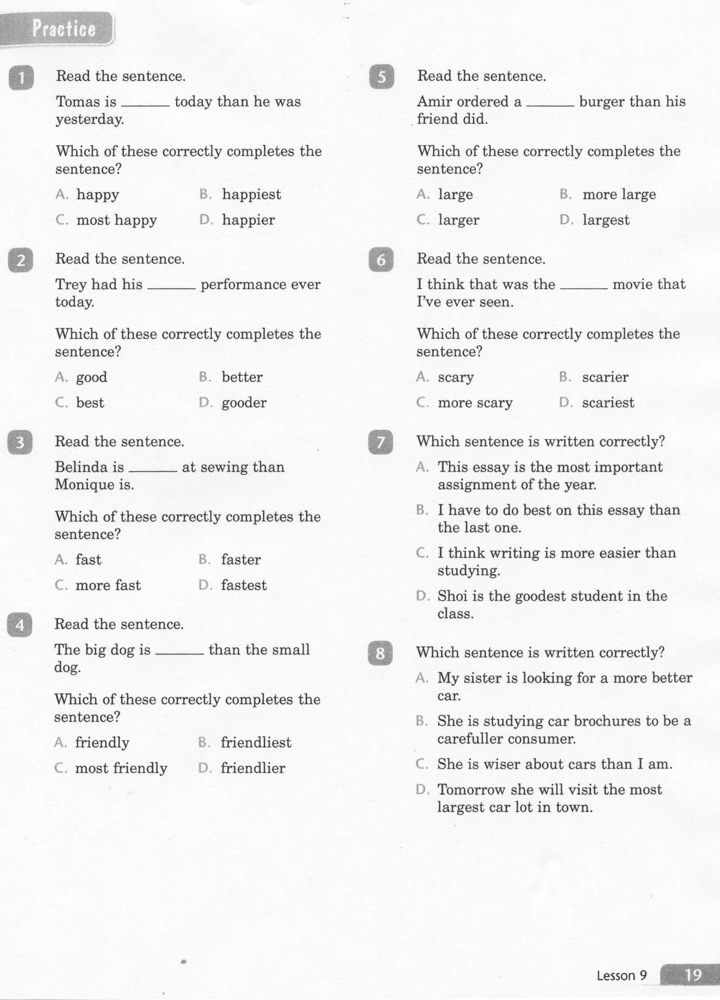 Practice
1
Read the sentence.
Tomas is ______ today than he was
yesterday.
Which of these correctly completes the
sentence?
A. happy B. happiest
C. most happy D. happier
2
Read the sentence.
Trey had his ______ performance ever
today.
Which of these correctly completes the
sentence?
A. good B. better
C. best D. gooder
3
Read the sentence.
Belinda is ______ at sewing than
Monique is.
Which of these correctly completes the
sentence?
A. fast B. faster
C. more fast D. fastest
4
Read the sentence.
The big dog is ______ than the small
dog.
Which of these correctly completes the
sentence?
A. friendly B. friendliest
C. most friendly D. friendlier
5
Read the sentence.
Amir ordered a ______ burger than his
friend did.
Which of these correctly completes the
sentence?
A. large B. more large
C. larger D. largest
6
Read the sentence.
I think that was the ______ movie that
I've ever seen.
Which of these correctly completes the
sentence?
A. scary B. scarier
C. more scary D. scariest
7
Which sentence is written correctly?
A. This essay is the most important
assignment of the year.
B. I have to do best on this essay than
the last one.
C. I think writing is more easier than
studying.
D. Shoi is the goodest student in the
class.
8
Which sentence is written correctly?
A. My sister is looking for a more better
car.
B. She is studying car brochures to be a
carefuller consumer.
C. She is wiser about cars than I am.
D. Tomorrow she will visit the most
largest car lot in town.
Lesson 9 19